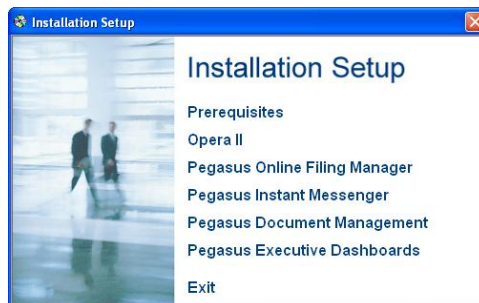 Installation Setup
Installation Setup
Prerequisites
Opera II
Pegasus Online Filing Manager
Pegasus Instant Messenger
Pegasus Document Management
Pegasus Executive Dashboards
Exit